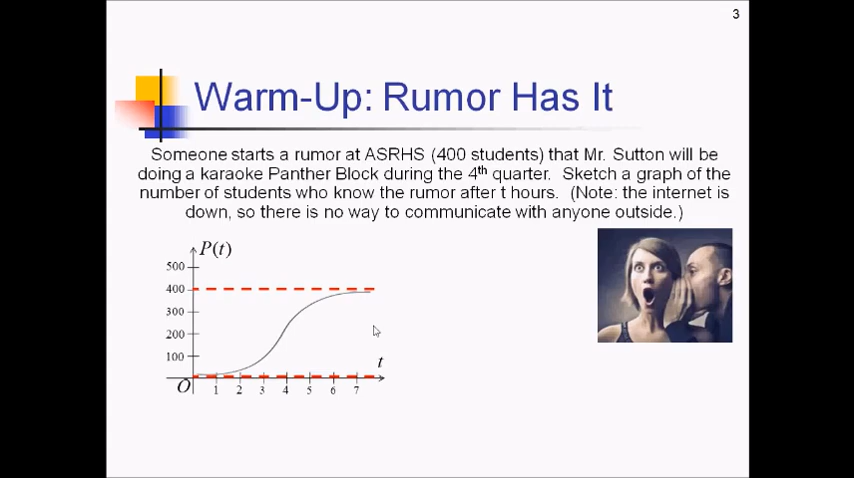 3
Warm-Up: Rumor Has It
Someone starts a rumor at ASRHS (400 students) that Mr. Sutton will be
doing a karaoke Panther Block during the 4th quarter. Sketch a graph of the
number of students who know the rumor after t hours. (Note: the internet is
down, so there is no way to communicate with anyone outside.)
P(t)
500
400
300
200
100
t
O 1 2 3 4 5 6 7